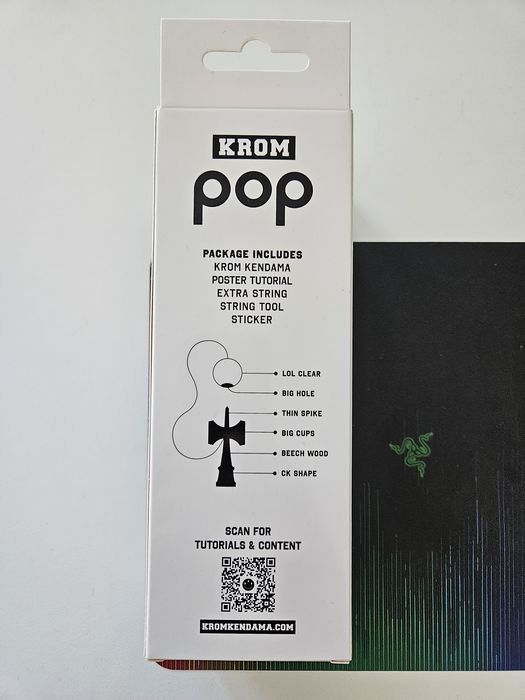 KROM
pop
PACKAGE INCLUDES
KROM KENDAMA
POSTER TUTORIAL
EXTRA STRING
STRING TOOL
STICKER
LOL CLEAR
BIG HOLE
THIN SPIKE
BIG CUPS
BEECH WOOD
CK SHAPE
SCAN FOR
TUTORIALS & CONTENT
KROMKENDAMA.COM